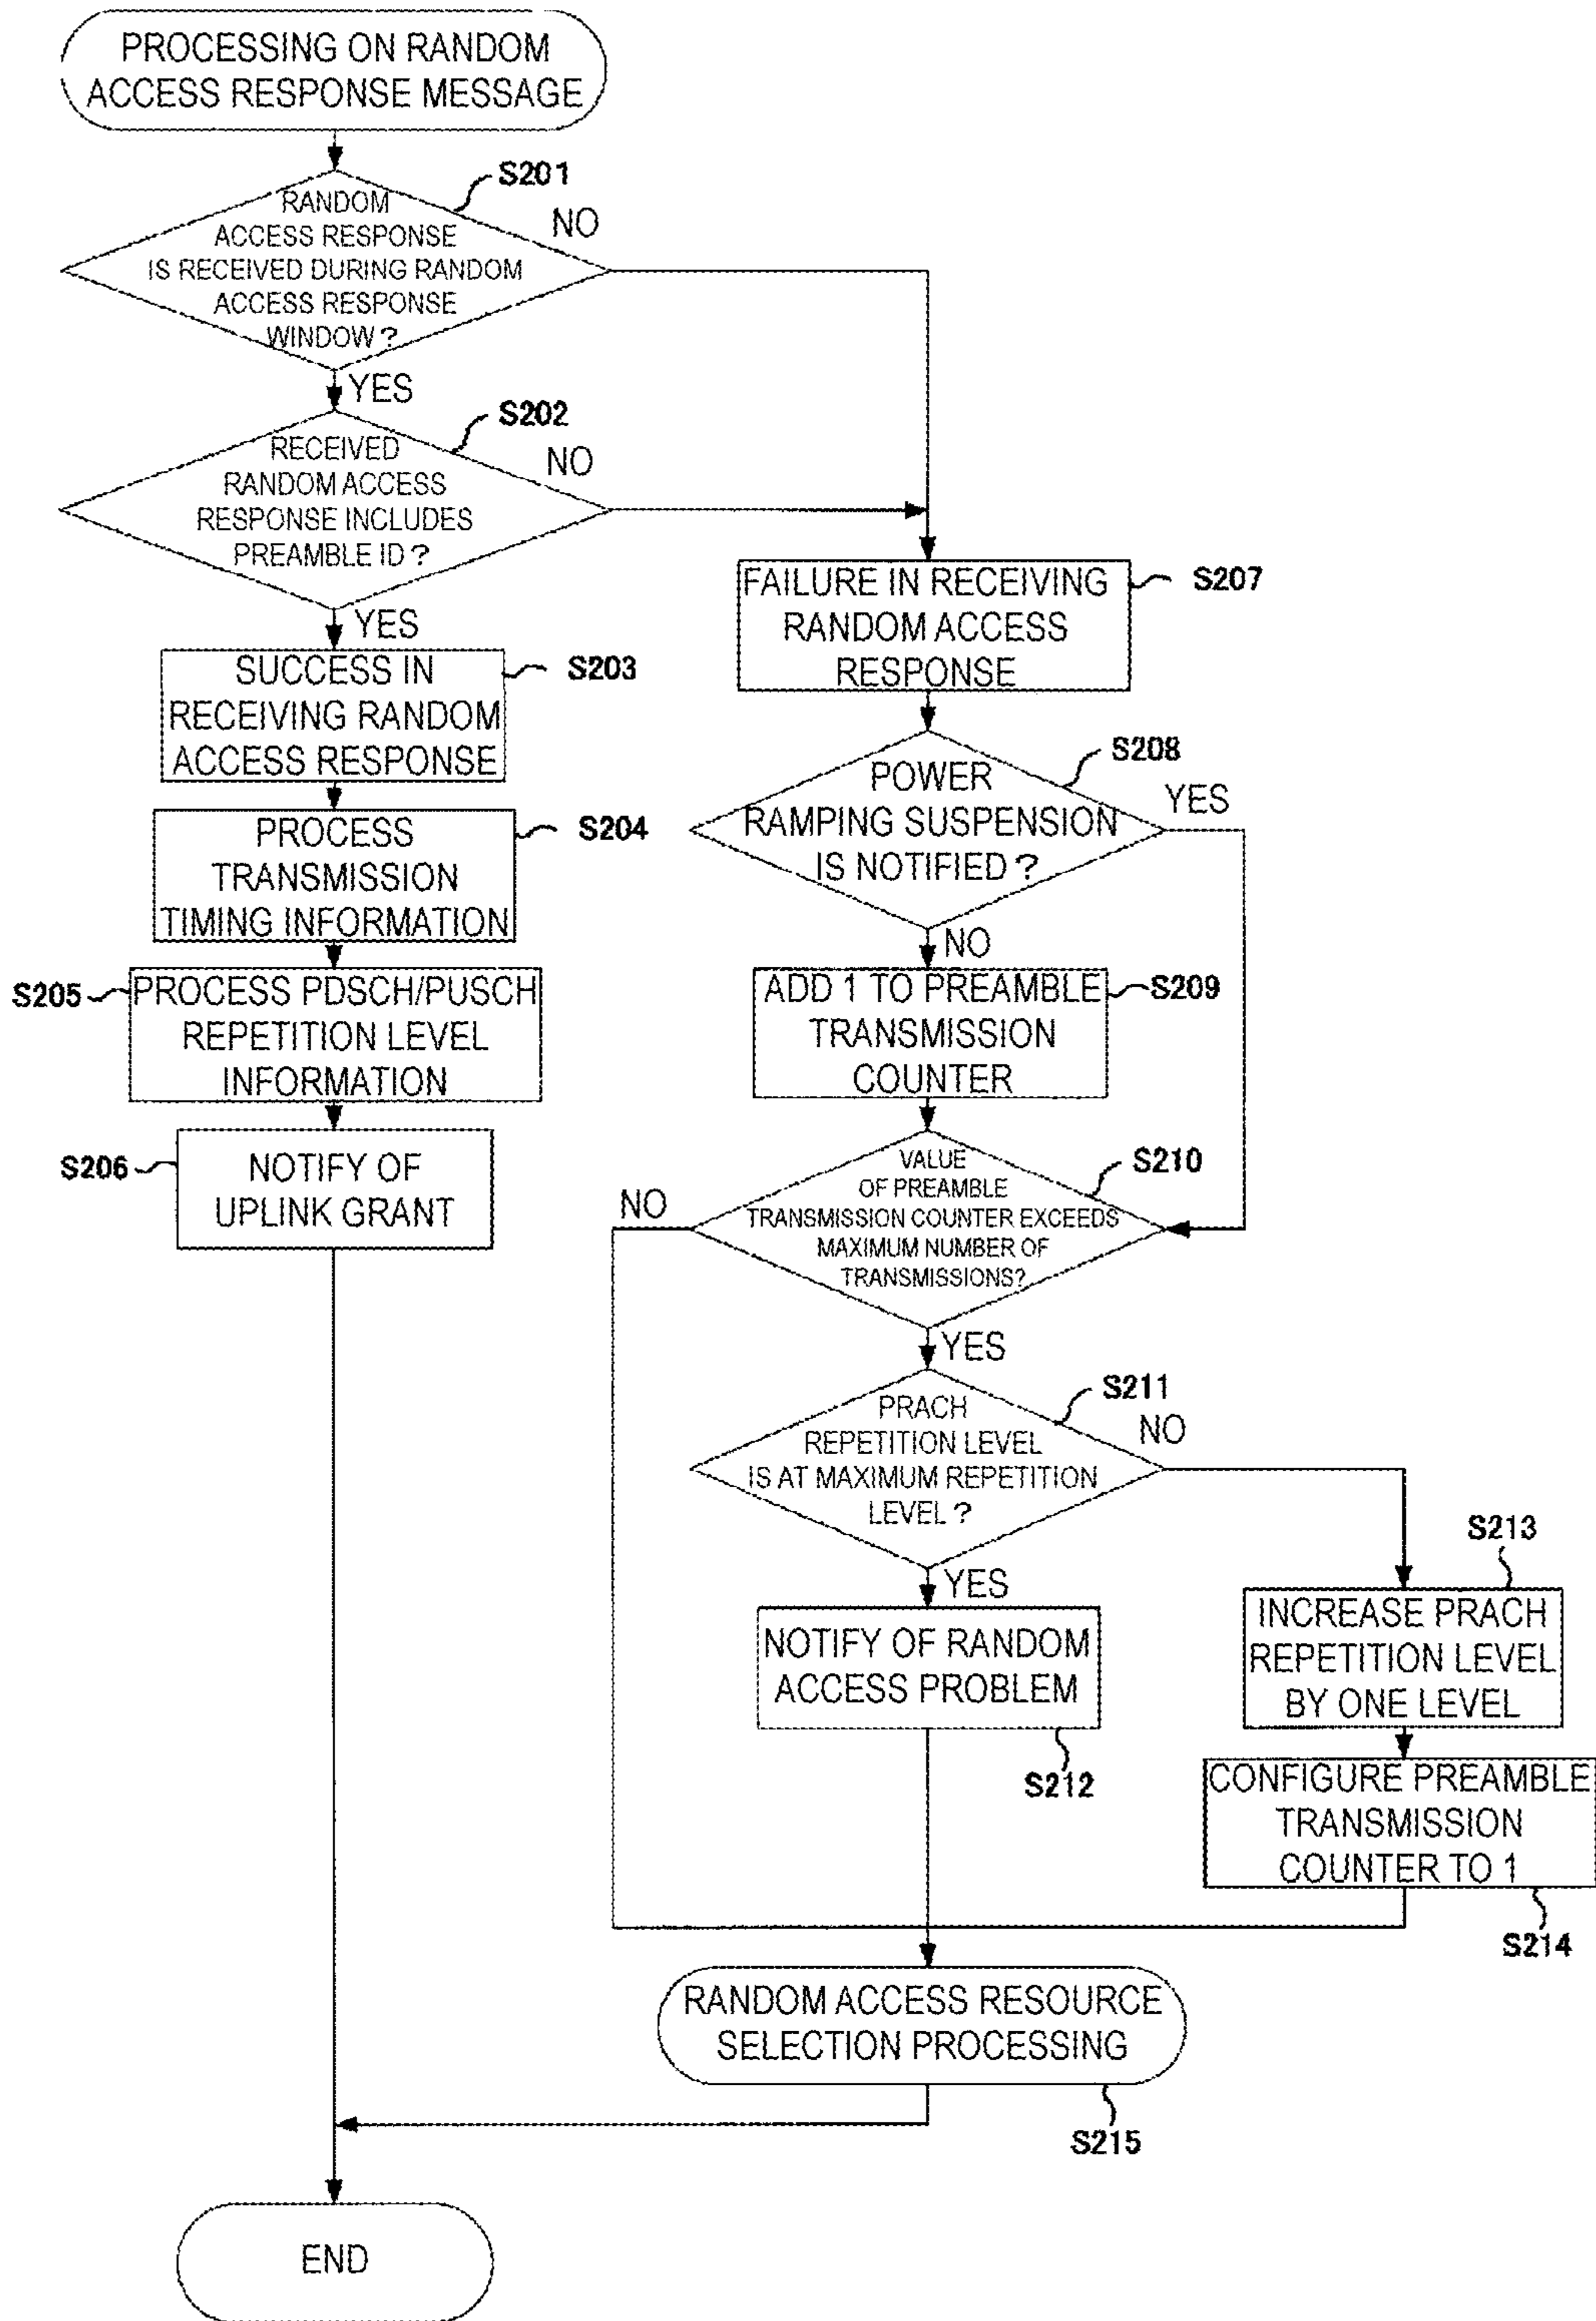 PROCESSING ON RANDOM
ACCESS RESPONSE MESSAGE
S201
RANDOM
ACCESS RESPONSE
IS RECEIVED DURING RANDOM
ACCESS RESPONSE
WINDOW?
NO
YES
S202
RECEIVED
RANDOM ACCESS
RESPONSE INCLUDES
PREAMBLE ID?
NO
YES
SUCCESS IN
RECEIVING RANDOM
ACCESS RESPONSE
S203
PROCESS
TRANSMISSION
TIMING INFORMATION
S204
S205
PROCESS PDSCH/PUSCH
REPETITION LEVEL
INFORMATION
S206
NOTIFY OF
UPLINK GRANT
FAILURE IN RECEIVING
RANDOM ACCESS
RESPONSE
S207
S208
POWER
RAMPING SUSPENSION
IS NOTIFIED?
YES
NO
ADD 1 TO PREAMBLE
TRANSMISSION
COUNTER
S209
S210
VALUE
OF PREAMBLE
TRANSMISSION COUNTER EXCEEDS
MAXIMUM NUMBER OF
TRANSMISSIONS?
NO
YES
S211
PRACH
REPETITION LEVEL
IS AT MAXIMUM REPETITION
LEVEL?
NO
YES
NOTIFY OF RANDOM
ACCESS PROBLEM
S212
S213
INCREASE PRACH
REPETITION LEVEL
BY ONE LEVEL
CONFIGURE PREAMBLE
TRANSMISSION
COUNTER TO 1
S214
RANDOM ACCESS RESOURCE
SELECTION PROCESSING
S215
END